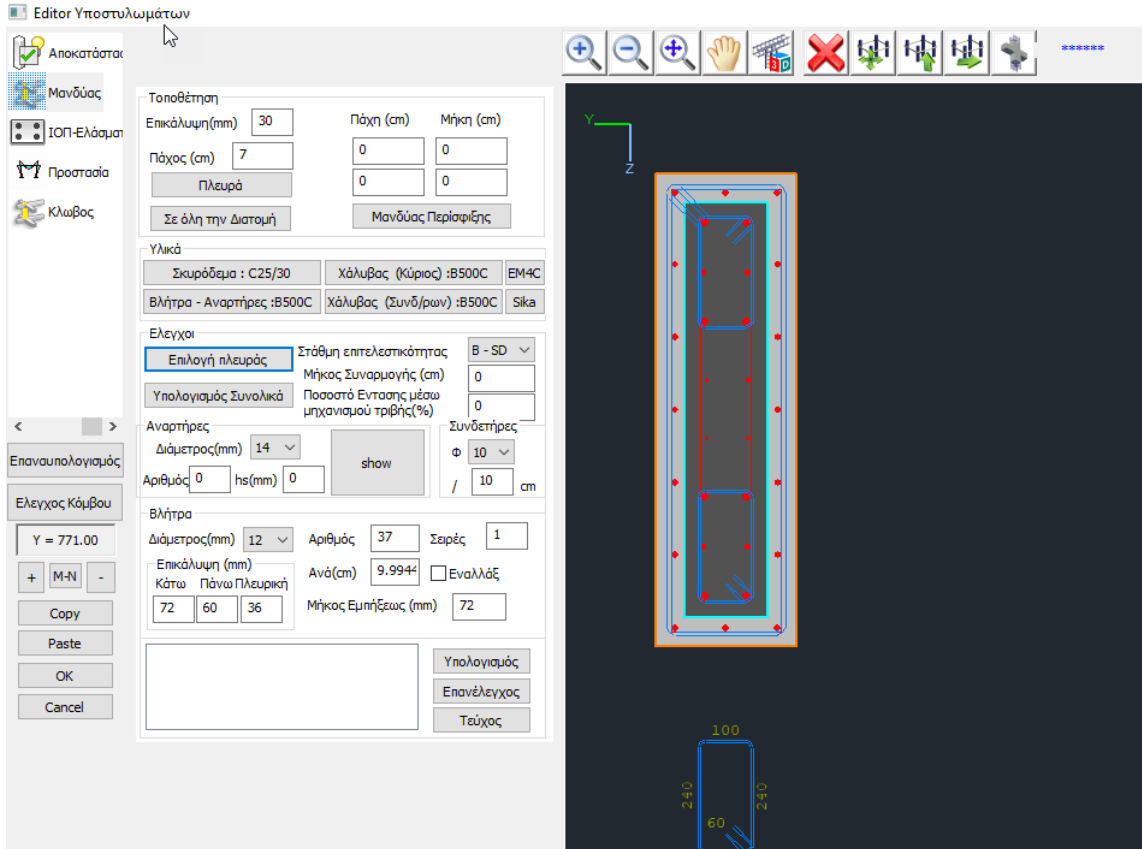 Editor Υποστυλωμάτων
Αποκατάστας
Μανδύας
ΙΟΠ-Ελάσματ
Προστασία
Κλωβος
Επαναυπολογισμός
Ελεγχος Κόμβου
Y = 771.00
+ M-N -
Copy
Paste
OK
Cancel
Τοποθέτηση
Επικάλυψη(mm) 30
Πάχη (cm) Μήκη (cm)
Πάχος (cm) 7
0 0
0 0
Πλευρά
Σε όλη την Διατομή
Μανδύας Περίσφιξης
Υλικά
Σκυρόδεμα : C25/30
Χάλυβας (Κύριος) :B500C
EM4C
Βλήτρα - Αναρτήρες :B500C
Χάλυβας (Συνδ/ρων) :B500C
Sika
Ελεγχοι
Επιλογή πλευράς
Στάθμη επιτελεστικότητας B - SD
Μήκος Συναρμογής (cm) 0
Υπολογισμός Συνολικά
Ποσοστό Εντασης μέσω
μηχανισμού τριβής(%) 0
Αναρτήρες
Διάμετρος(mm) 14
Αριθμός 0 hs(mm) 0
show
Συνδετήρες
Φ 10
/ 10 cm
Βλήτρα
Διάμετρος(mm) 12 Αριθμός 37 Σειρές 1
Επικάλυψη (mm)
Κάτω Πάνω Πλευρική
72 60 36
Ανά(cm) 9.9944 Εναλλάξ
Μήκος Εμπήξεως (mm) 72
Υπολογισμός
Επανέλεγχος
Τεύχος
3D
******
Y
Z
100
240
240
60